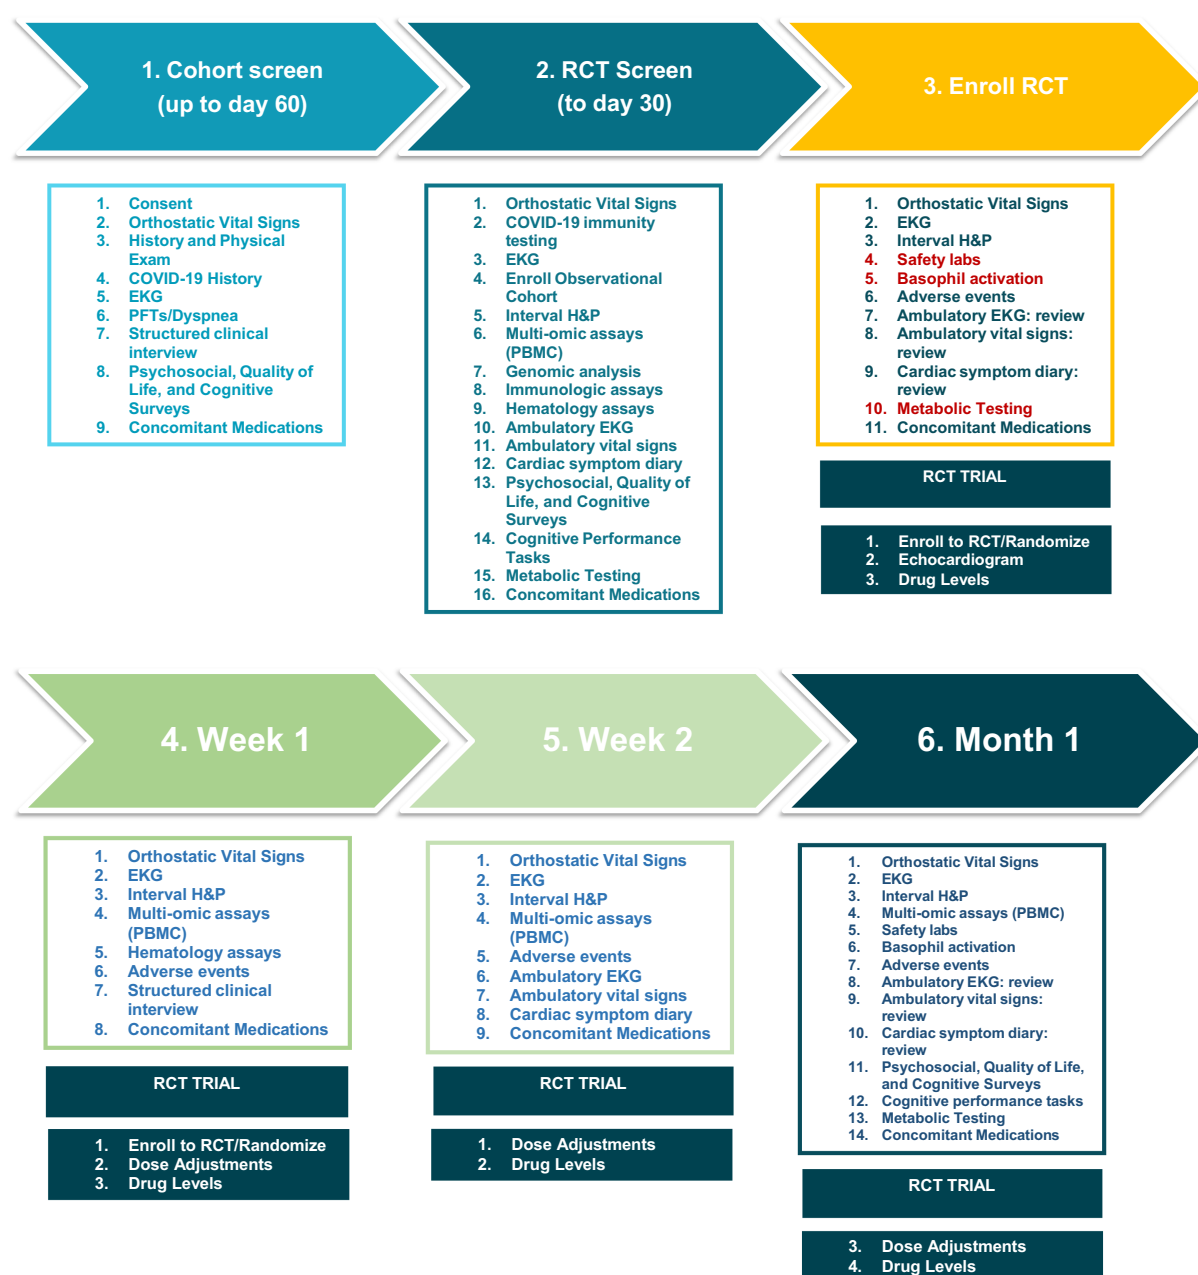 1. Cohort screen
(up to day 60)
2. RCT Screen
(to day 30)
3. Enroll RCT
1. Consent
2. Orthostatic Vital Signs
3. History and Physical
Exam
4. COVID-19 History
5. EKG
6. PFTs/Dyspnea
7. Structured clinical
interview
8. Psychosocial, Quality of
Life, and Cognitive
Surveys
9. Concomitant Medications
1. Orthostatic Vital Signs
2. COVID-19 immunity
testing
3. EKG
4. Enroll Observational
Cohort
5. Interval H&P
6. Multi-omic assays
(PBMC)
7. Genomic analysis
8. Immunologic assays
9. Hematology assays
10. Ambulatory EKG
11. Ambulatory vital signs
12. Cardiac symptom diary
13. Psychosocial, Quality of
Life, and Cognitive
Surveys
14. Cognitive Performance
Tasks
15. Metabolic Testing
16. Concomitant Medications
1. Orthostatic Vital Signs
2. EKG
3. Interval H&P
4. Safety labs
5. Basophil activation
6. Adverse events
7. Ambulatory EKG: review
8. Ambulatory vital signs:
review
9. Cardiac symptom diary:
review
10. Metabolic Testing
11. Concomitant Medications
RCT TRIAL
1. Enroll to RCT/Randomize
2. Echocardiogram
3. Drug Levels
4. Week 1
5. Week 2
6. Month 1
1. Orthostatic Vital Signs
2. EKG
3. Interval H&P
4. Multi-omic assays
(PBMC)
5. Hematology assays
6. Adverse events
7. Structured clinical
interview
8. Concomitant Medications
RCT TRIAL
1. Enroll to RCT/Randomize
2. Dose Adjustments
3. Drug Levels
1. Orthostatic Vital Signs
2. EKG
3. Interval H&P
4. Multi-omic assays
(PBMC)
5. Adverse events
6. Ambulatory EKG
7. Ambulatory vital signs
8. Cardiac symptom diary
9. Concomitant Medications
RCT TRIAL
1. Dose Adjustments
2. Drug Levels
1. Orthostatic Vital Signs
2. EKG
3. Interval H&P
4. Multi-omic assays (PBMC)
5. Safety labs
6. Basophil activation
7. Adverse events
8. Ambulatory EKG: review
9. Ambulatory vital signs:
review
10. Cardiac symptom diary:
review
11. Psychosocial, Quality of Life,
and Cognitive Surveys
12. Cognitive performance tasks
13. Metabolic Testing
14. Concomitant Medications
RCT TRIAL
3. Dose Adjustments
4. Drug Levels